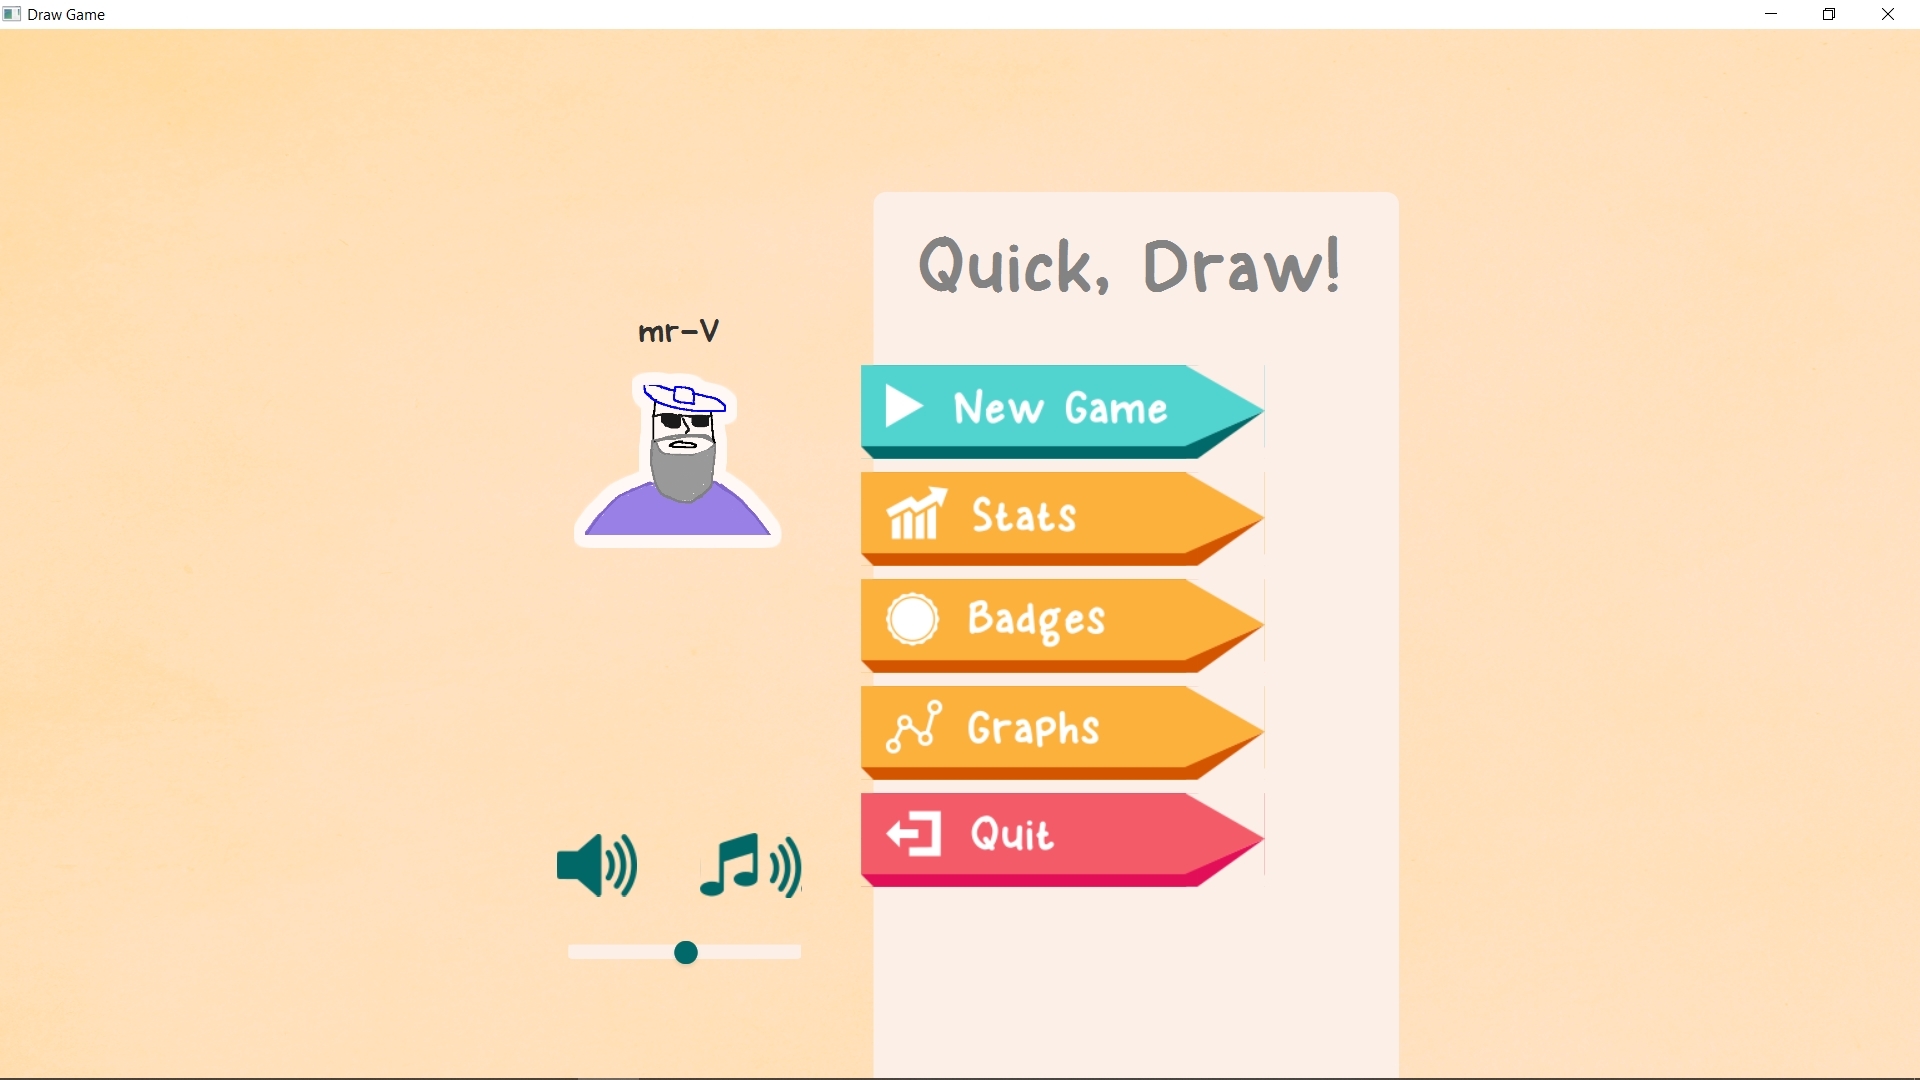 Draw Game
Quick, Draw!
mr-V
New Game
Stats
Badges
Graphs
Quit